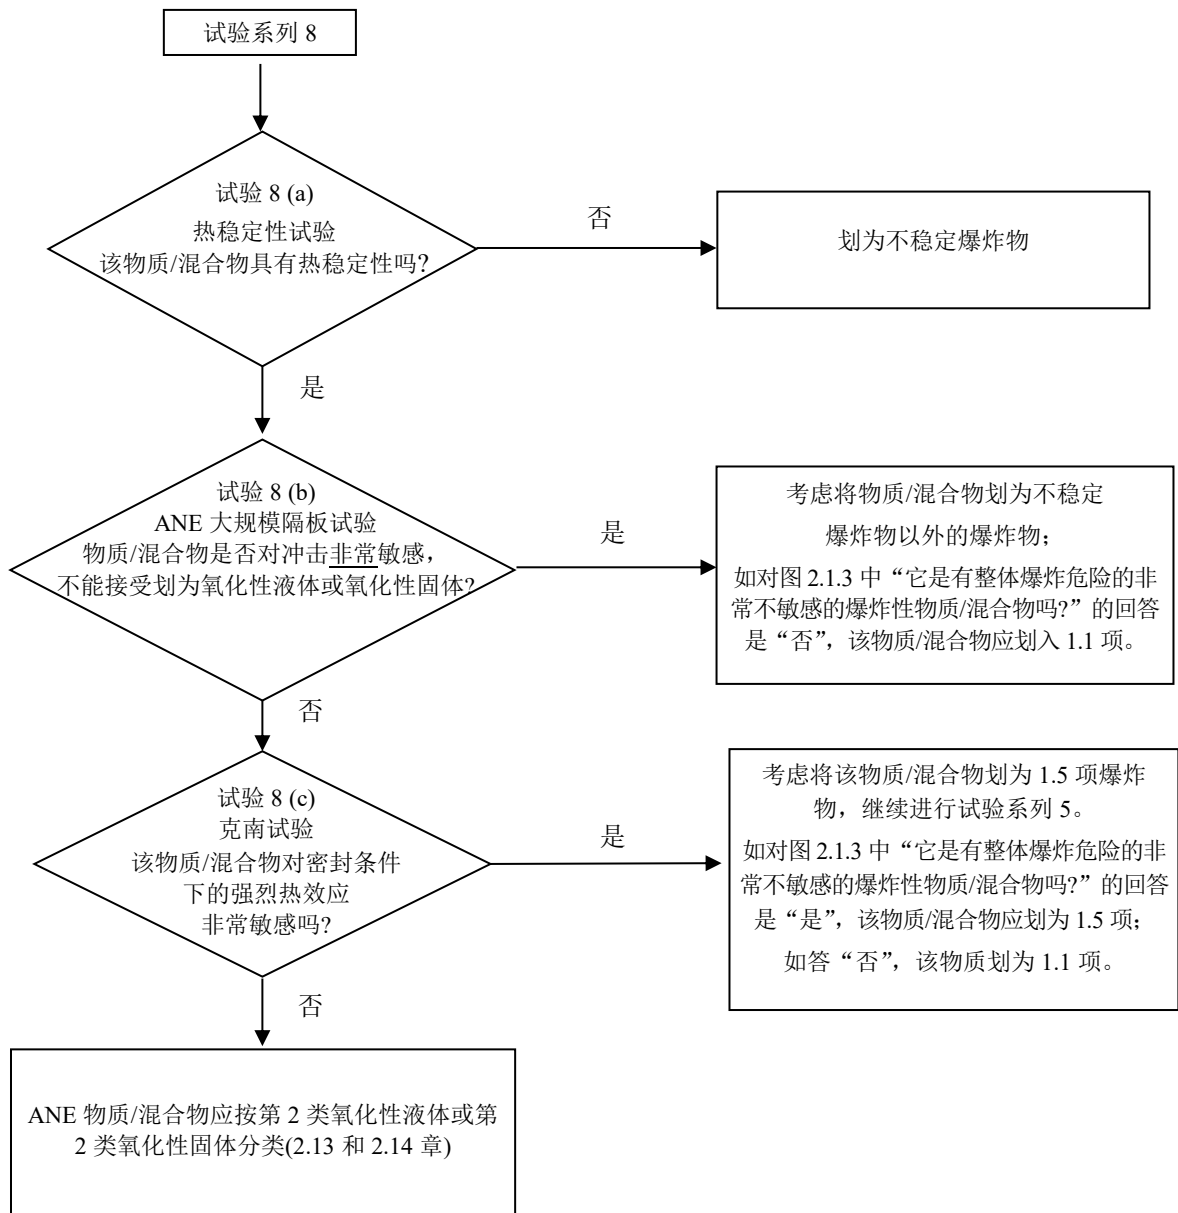 试验系列 8
试验 8 (a)
热稳定性试验
该物质/混合物具有热稳定性吗?
否
划为不稳定爆炸物
是
试验 8 (b)
ANE 大规模隔板试验
物质/混合物是否对冲击非常敏感，
不能接受划为氧化性液体或氧化性固体?
是
考虑将物质/混合物划为不稳定
爆炸物以外的爆炸物；
如对图 2.1.3 中“它是有整体爆炸危险的非
常不敏感的爆炸性物质/混合物吗?”的回答
是“否”，该物质/混合物应划入 1.1 项。
否
试验 8 (c)
克南试验
该物质/混合物对密封条件
下的强烈热效应
非常敏感吗?
是
考虑将该物质/混合物划为 1.5 项爆炸
物，继续进行试验系列 5。
如对图 2.1.3 中“它是有整体爆炸危险的非
常不敏感的爆炸性物质/混合物吗?”的回答
是“是”，该物质/混合物应划为 1.5 项；
如答“否”，该物质划为 1.1 项。
否
ANE 物质/混合物应按第 2 类氧化性液体或第
2 类氧化性固体分类(2.13 和 2.14 章)